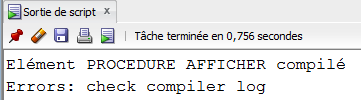 Sortie de script x
Tâche terminée en 0,756 secondes
Elément PROCEDURE AFFICHER compilé
Errors: check compiler log